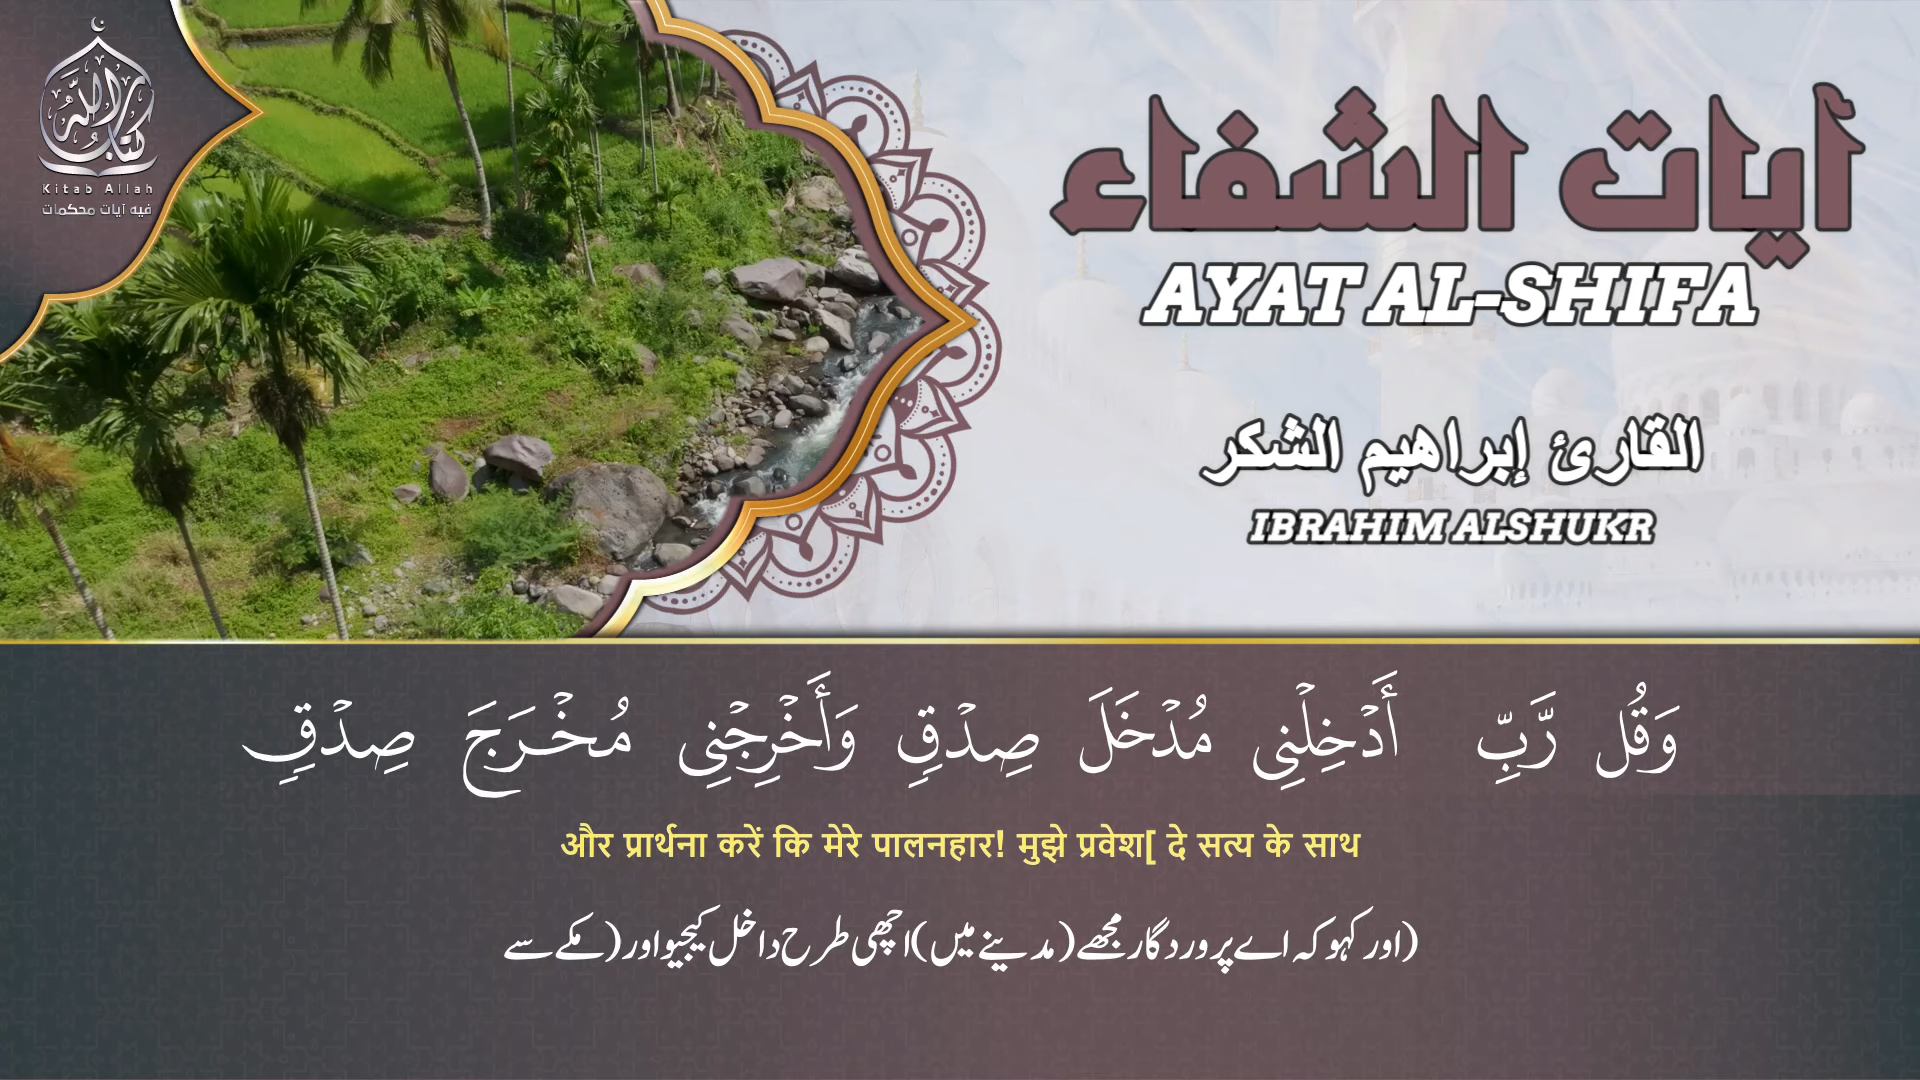 كتاب الله
Kitab Allah
فيه آيات محكمات
آيات الشفاء
AYAT AL-SHIFA
القارئ إبراهيم الشكر
IBRAHIM ALSHUKR
وَقُل رَّبِّ أَدْخِلْنِى مُدْخَلَ صِدْقٍ وَأَخْرِجْنِى مُخْرَجَ صِدْقٍ
और प्रार्थना करें कि मेरे पालनहार! मुझे प्रवेश[ दे सत्य के साथ
(اور کہو کہ اے پروردگار مجھے (مدینے میں) اچھی طرح داخل کیجیو اور (مکے سے